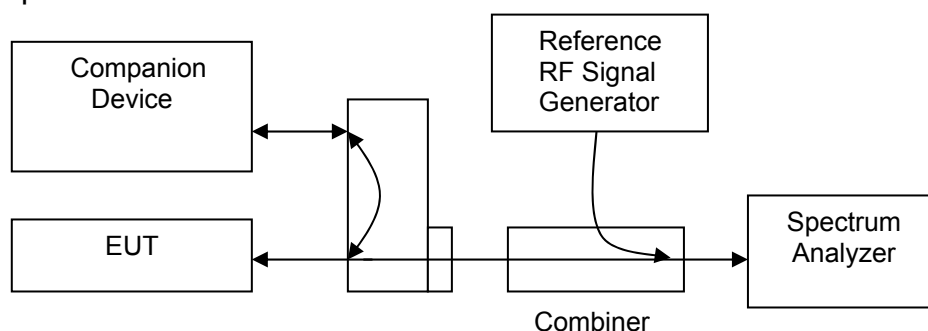 Companion
Device
Reference
RF Signal
Generator
EUT
Spectrum
Analyzer
Combiner